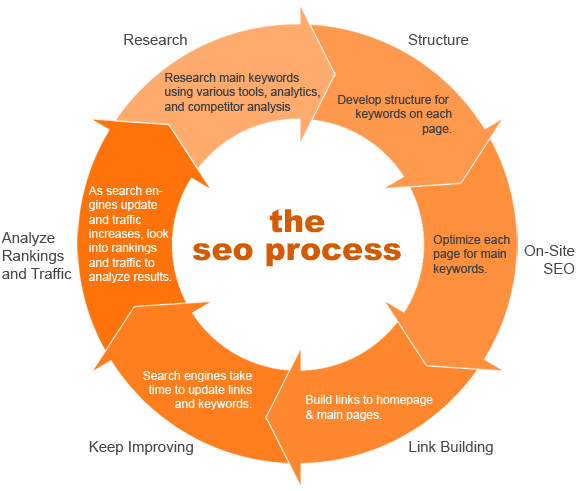 Research
Research main keywords
using various tools, analytics,
and competitor analysis
Structure
Develop structure for
keywords on each
page.
On-Site
SEO
Optimize each
page for main
keywords.
Link Building
Build links to homepage
& main pages.
Keep Improving
Search engines take
time to update links
and keywords.
Analyze
Rankings
and Traffic
As search en-
gines update
and traffic
increases, look
into rankings
and traffic to
analyze results.
the
seo process